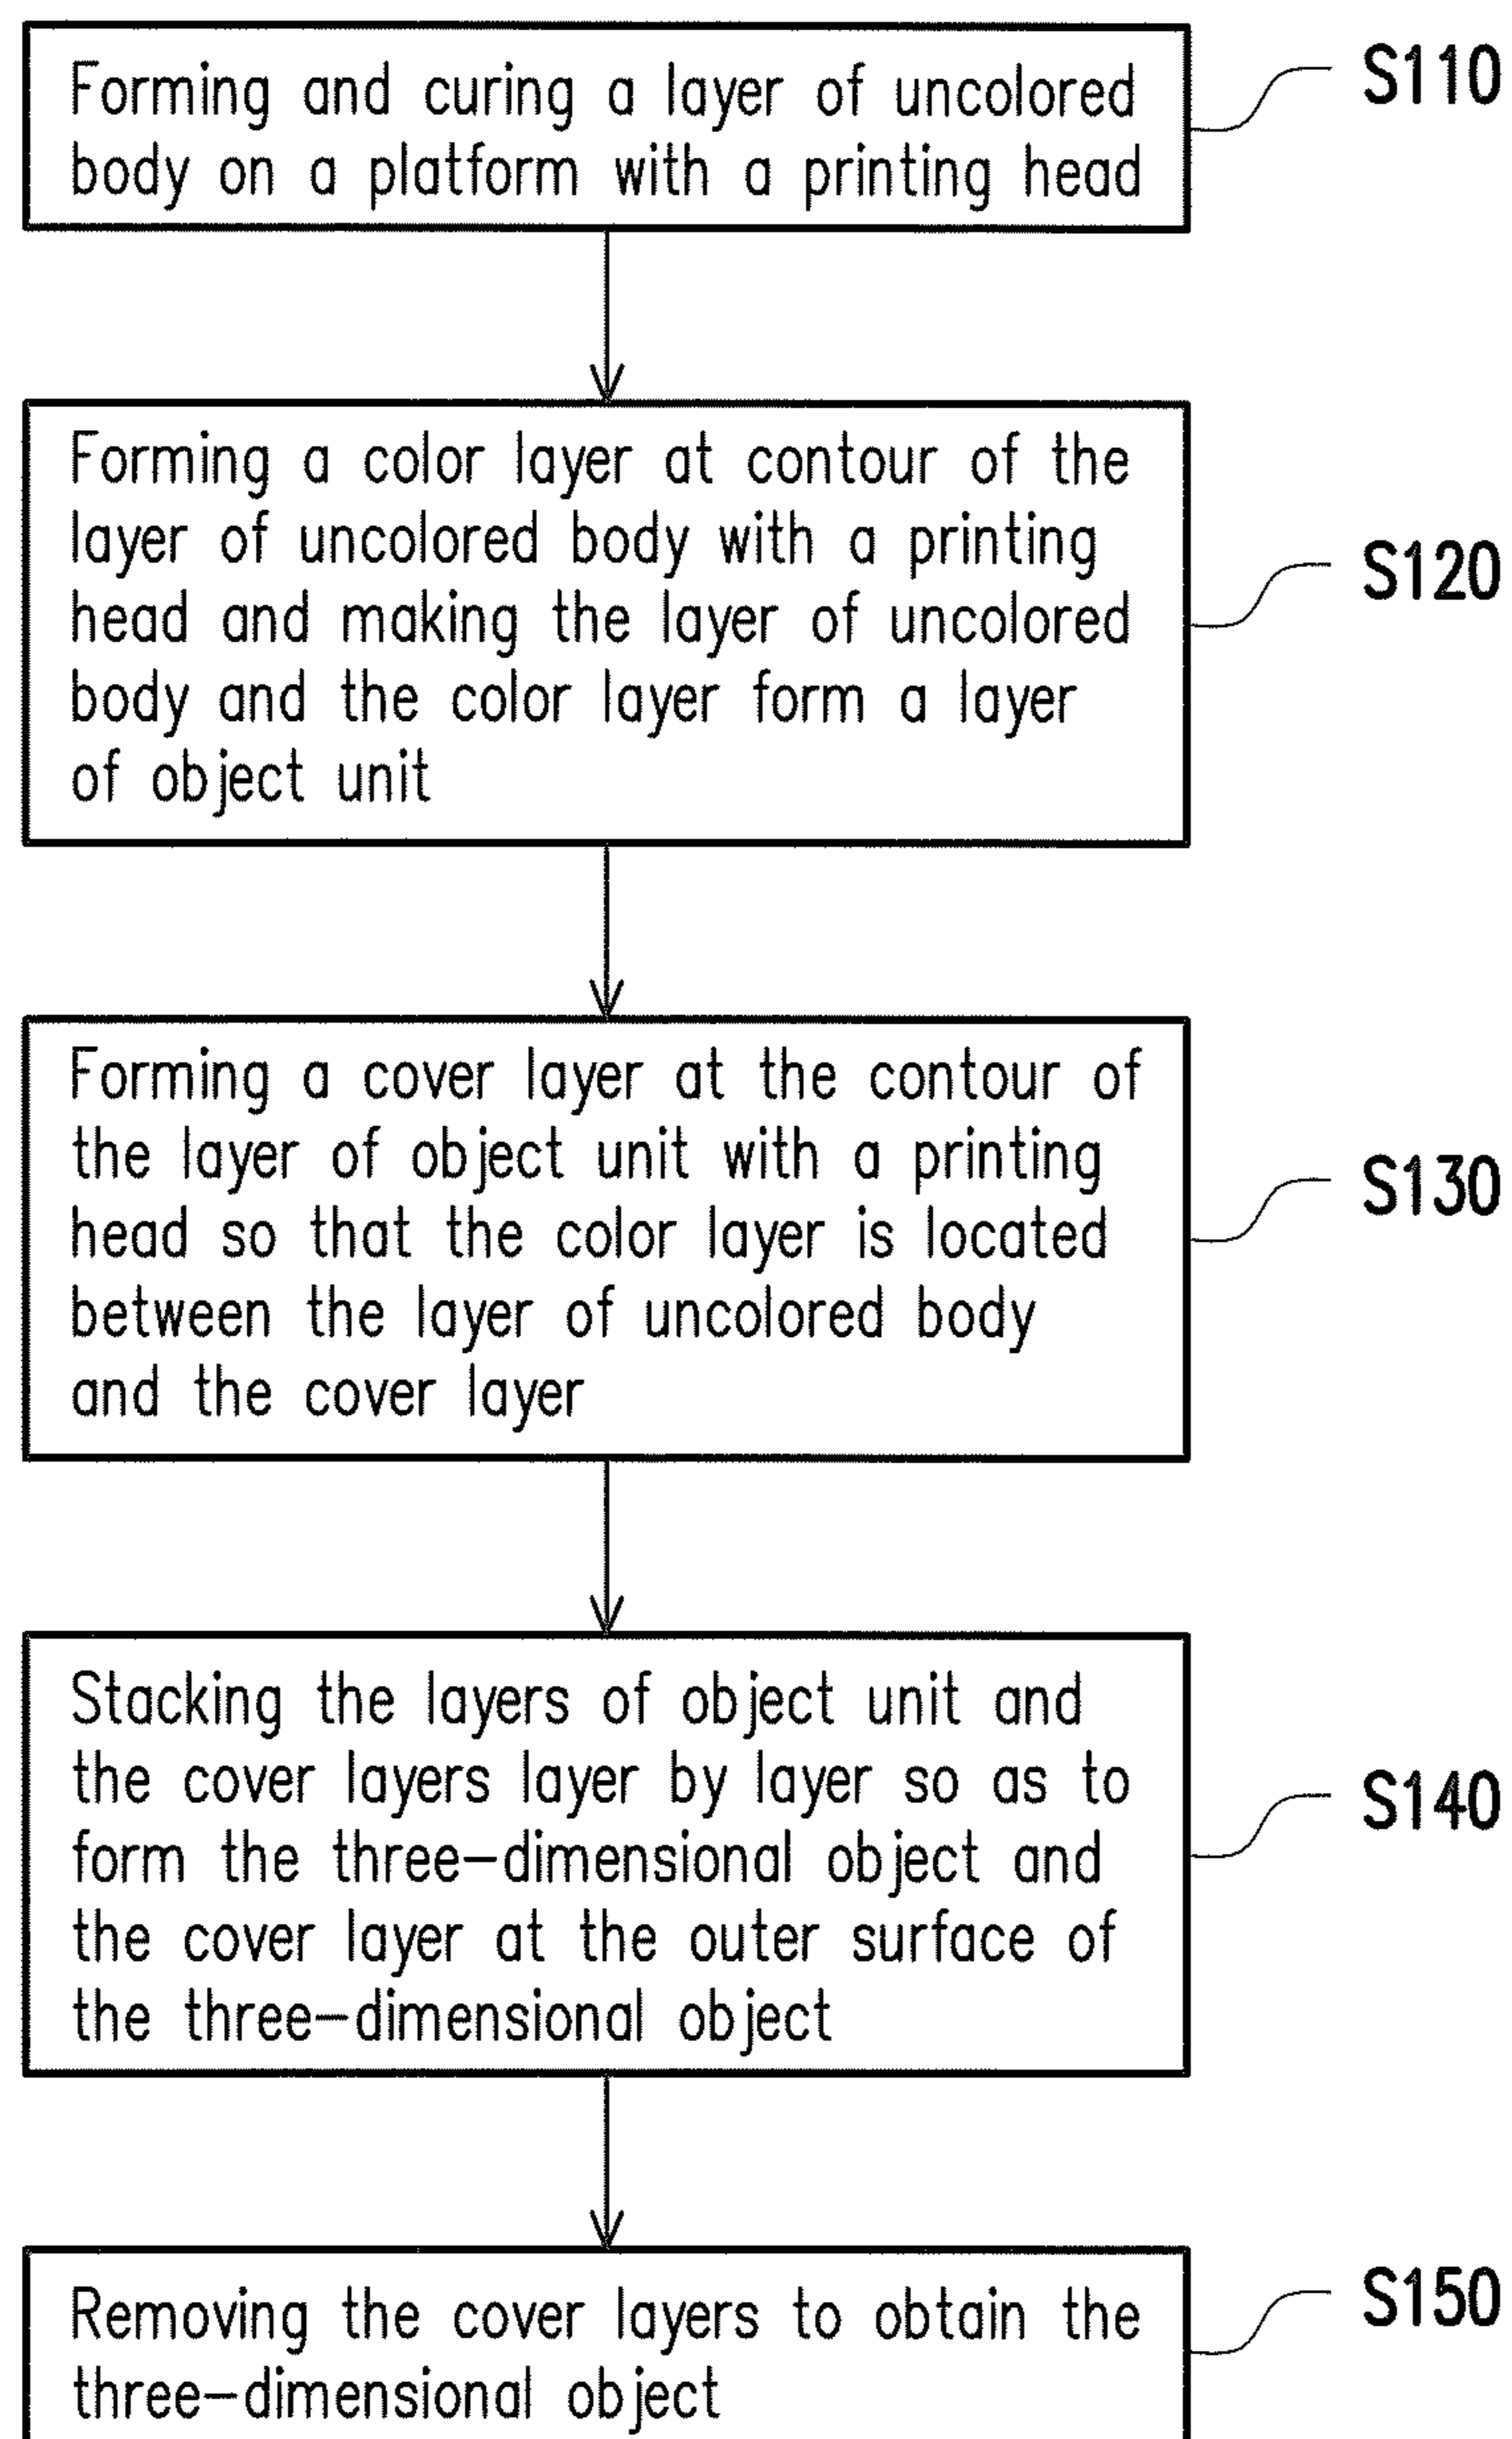 Forming and curing a layer of uncolored
body on a platform with a printing head
S110
Forming a color layer at contour of the
layer of uncolored body with a printing
head and making the layer of uncolored
body and the color layer form a layer
of object unit
S120
Forming a cover layer at the contour of
the layer of object unit with a printing
head so that the color layer is located
between the layer of uncolored body
and the cover layer
S130
Stacking the layers of object unit and
the cover layers layer by layer so as to
form the three-dimensional object and
the cover layer at the outer surface of
the three-dimensional object
S140
Removing the cover layers to obtain the
three-dimensional object
S150